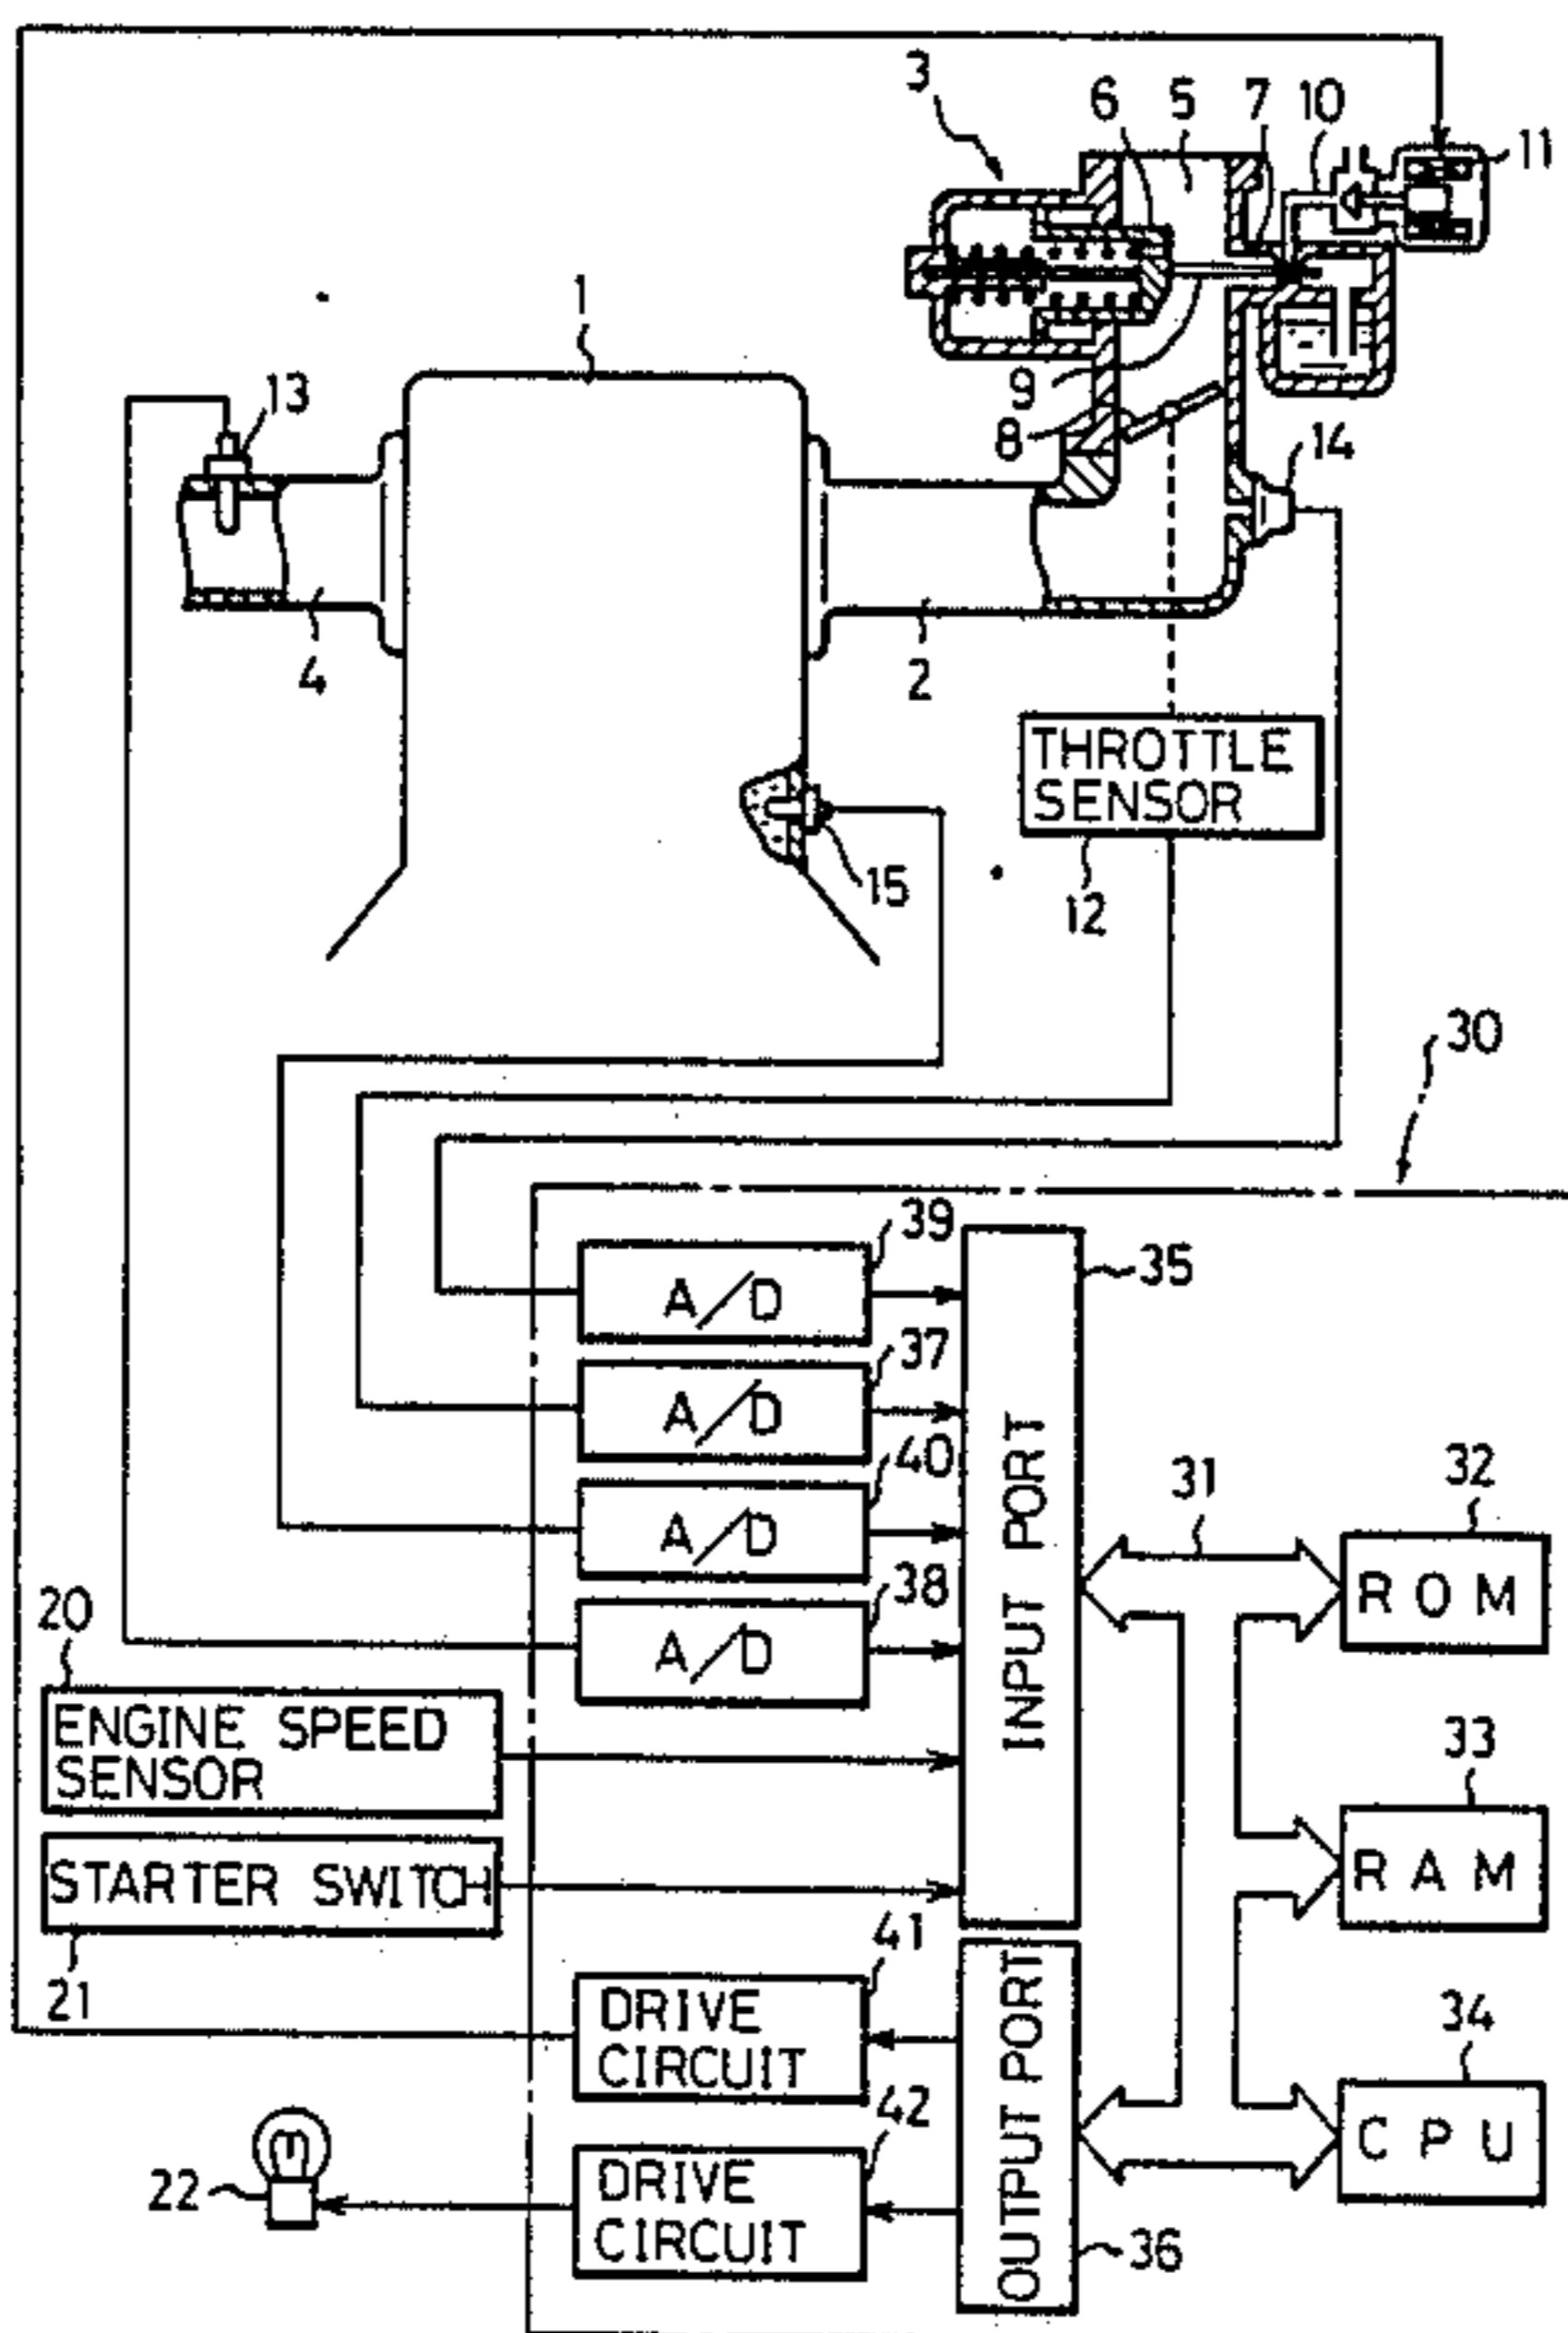 3
6
5
7
10
11
1
13
9
8
14
4
2
THROTTLE
SENSOR
15
12
30
39
A/D
35
37
A/D
40
A/D
31
32
ROM
38
A/D
INPUT PORT
20
ENGINE SPEED
SENSOR
33
RAM
STARTER SWITCH
21
41
DRIVE
CIRCUIT
34
CPU
42
DRIVE
CIRCUIT
22
OUTPUT PORT
36